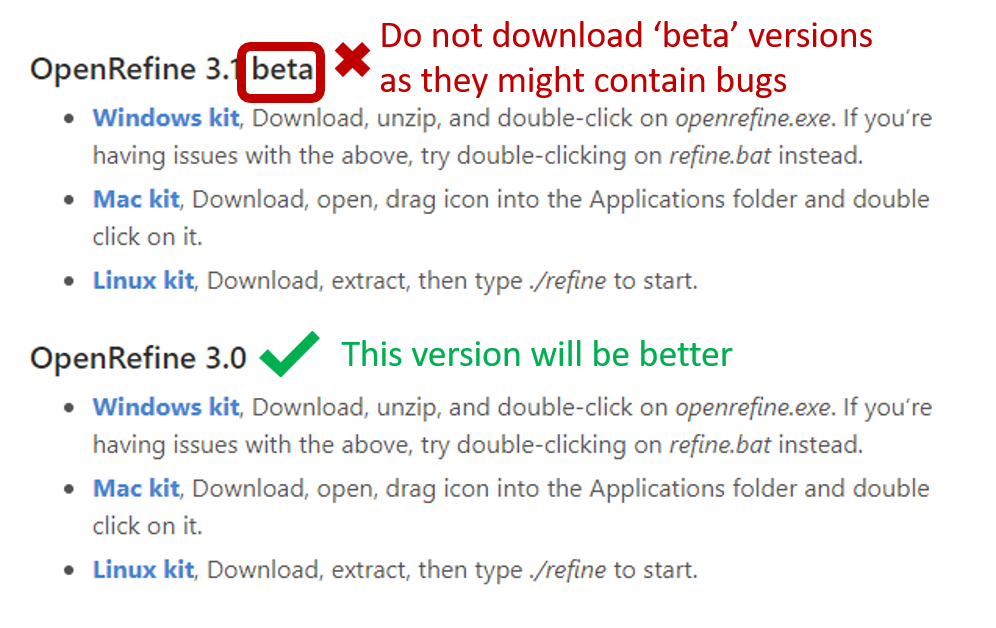 Do not download ‘beta’ versions
as they might contain bugs
OpenRefine 3.1 beta
• Windows kit, Download, unzip, and double-click on openrefine.exe. If you’re
having issues with the above, try double-clicking on refine.bat instead.
• Mac kit, Download, open, drag icon into the Applications folder and double
click on it.
• Linux kit, Download, extract, then type ./refine to start.
OpenRefine 3.0
This version will be better
• Windows kit, Download, unzip, and double-click on openrefine.exe. If you’re
having issues with the above, try double-clicking on refine.bat instead.
• Mac kit, Download, open, drag icon into the Applications folder and double
click on it.
• Linux kit, Download, extract, then type ./refine to start.